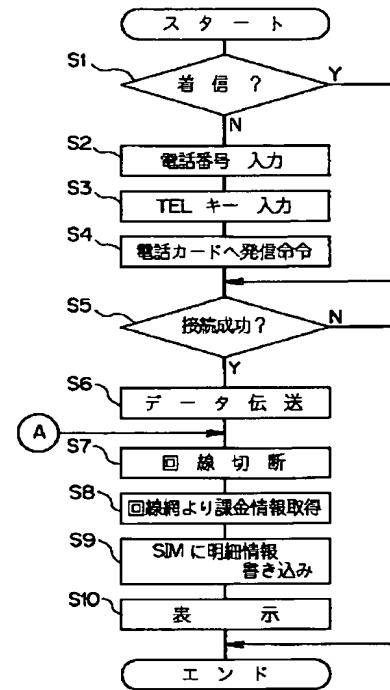 スタート
S1
着信？
Y
N
S2
電話番号 入力
S3
TEL キー 入力
S4
電話カードへ発信命令
S5
接続成功？
N
Y
S6
データ伝送
A
S7
回線切断
S8
回線網より課金情報取得
S9
SIMに明細情報
書き込み
S10
表示
エンド